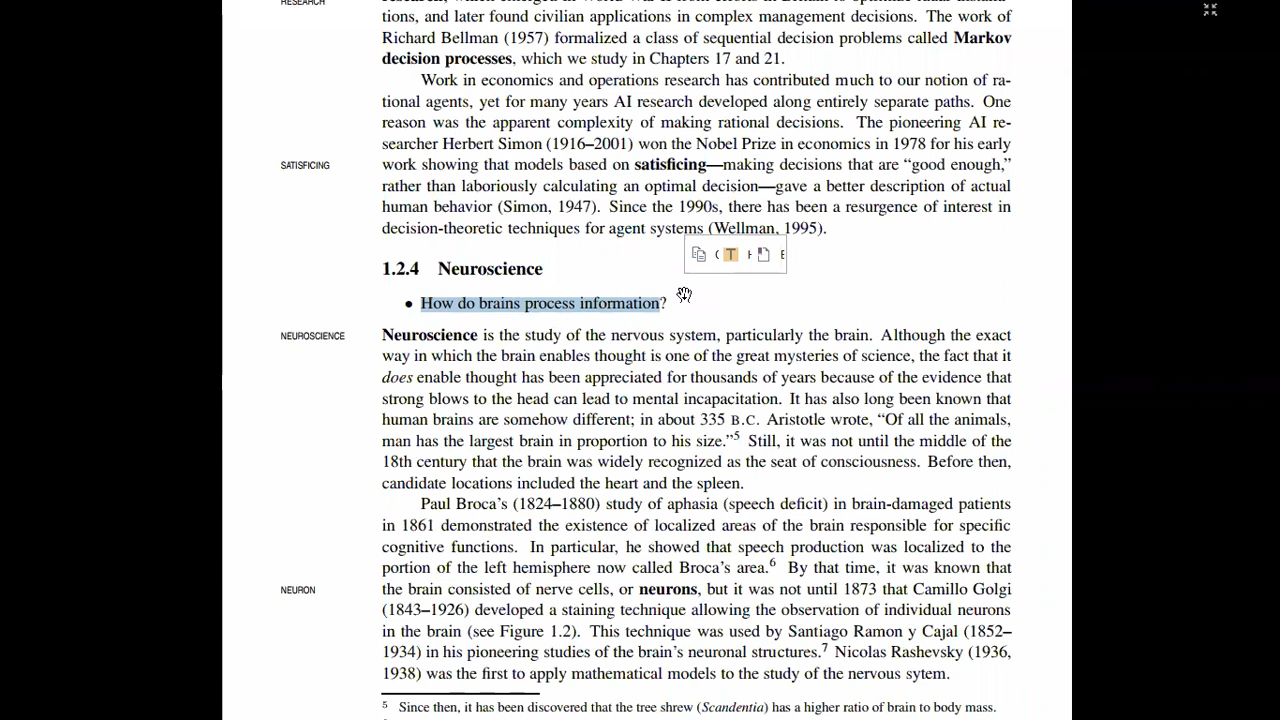 RESEARCH
tions, and later found civilian applications in complex management decisions. The work of
Richard Bellman (1957) formalized a class of sequential decision problems called Markov
decision processes, which we study in Chapters 17 and 21.
Work in economics and operations research has contributed much to our notion of ra-
tional agents, yet for many years AI research developed along entirely separate paths. One
reason was the apparent complexity of making rational decisions. The pioneering AI re-
searcher Herbert Simon (1916–2001) won the Nobel Prize in economics in 1978 for his early
SATISFICING
work showing that models based on satisficing—making decisions that are “good enough,”
rather than laboriously calculating an optimal decision—gave a better description of actual
human behavior (Simon, 1947). Since the 1990s, there has been a resurgence of interest in
decision-theoretic techniques for agent systems (Wellman, 1995).
1.2.4 Neuroscience
• How do brains process information?
NEUROSCIENCE
Neuroscience is the study of the nervous system, particularly the brain. Although the exact
way in which the brain enables thought is one of the great mysteries of science, the fact that it
does enable thought has been appreciated for thousands of years because of the evidence that
strong blows to the head can lead to mental incapacitation. It has also long been known that
human brains are somehow different; in about 335 B.C. Aristotle wrote, “Of all the animals,
man has the largest brain in proportion to his size.”5 Still, it was not until the middle of the
18th century that the brain was widely recognized as the seat of consciousness. Before then,
candidate locations included the heart and the spleen.
Paul Broca’s (1824–1880) study of aphasia (speech deficit) in brain-damaged patients
in 1861 demonstrated the existence of localized areas of the brain responsible for specific
cognitive functions. In particular, he showed that speech production was localized to the
portion of the left hemisphere now called Broca’s area.6 By that time, it was known that
NEURON
the brain consisted of nerve cells, or neurons, but it was not until 1873 that Camillo Golgi
(1843–1926) developed a staining technique allowing the observation of individual neurons
in the brain (see Figure 1.2). This technique was used by Santiago Ramon y Cajal (1852–
1934) in his pioneering studies of the brain’s neuronal structures.7 Nicolas Rashevsky (1936,
1938) was the first to apply mathematical models to the study of the nervous sytem.
5 Since then, it has been discovered that the tree shrew (Scandentia) has a higher ratio of brain to body mass.